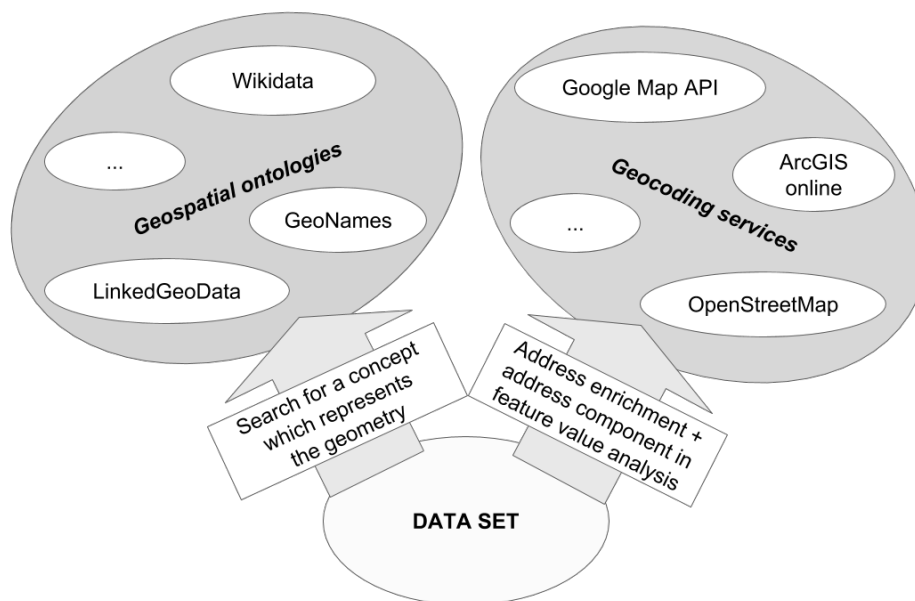 Wikidata
...
Geospatial ontologies
GeoNames
LinkedGeoData
Google Map API
ArcGIS
online
Geocoding services
...
OpenStreetMap
Search for a concept
which represents
the geometry
Address enrichment +
address component in
feature value analysis
DATA SET